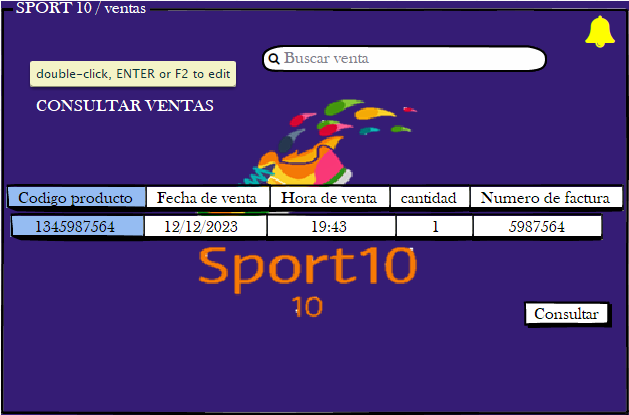 SPORT 10 / ventas
Buscar venta
double-click, ENTER or F2 to edit
CONSULTAR VENTAS
Codigo producto Fecha de venta Hora de venta cantidad Numero de factura
1345987564 12/12/2023 19:43 1 5987564
Sport10
10
Consultar